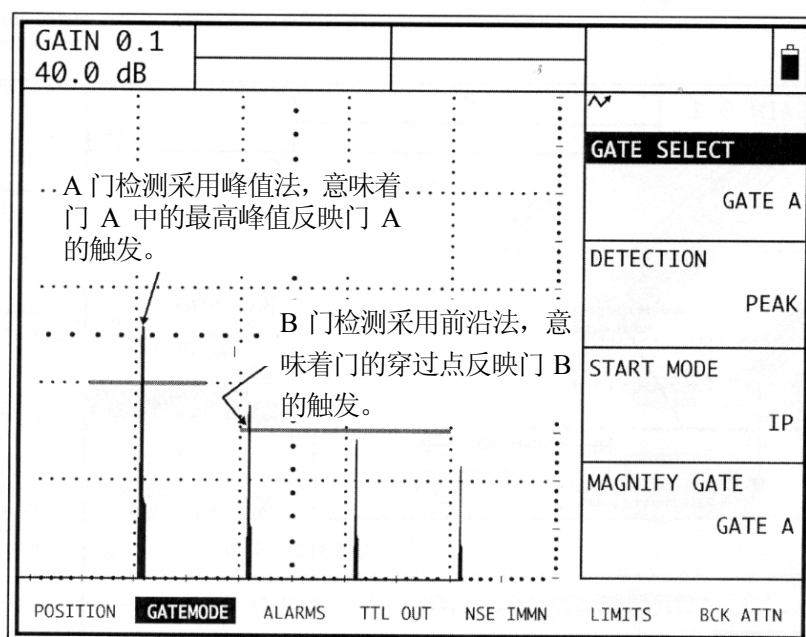 GAIN 0.1
40.0 dB
GATE SELECT
GATE A
A 门检测采用峰值法，意味着
门 A 中的最高峰值反映门 A
的触发。
DETECTION
PEAK
B 门检测采用前沿法，意
味着门的穿过点反映门 B
的触发。
START MODE
IP
MAGNIFY GATE
GATE A
POSITION GATEMODE ALARMS TTL OUT NSE IMMN LIMITS BCK ATTN